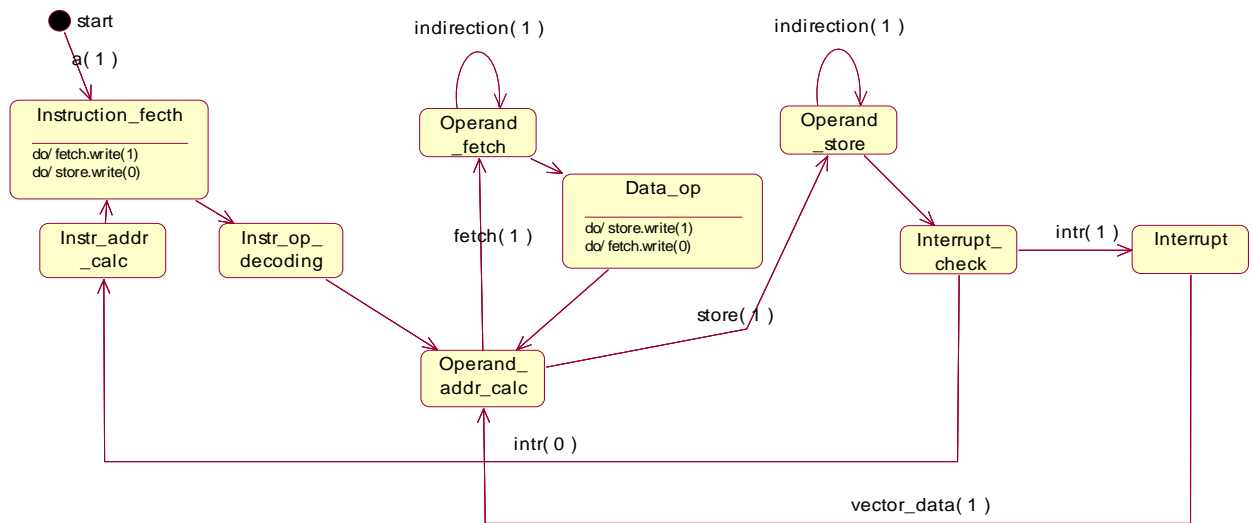 start
a( 1 )
Instruction_fecth
do/ fetch.write(1)
do/ store.write(0)
Instr_addr
_calc
Instr_op_
decoding
indirection( 1 )
Operand
_fetch
Data_op
do/ store.write(1)
do/ fetch.write(0)
fetch( 1 )
Operand_
addr_calc
indirection( 1 )
Operand
_store
store( 1 )
Interrupt_
check
intr( 1 )
Interrupt
intr( 0 )
vector_data( 1 )